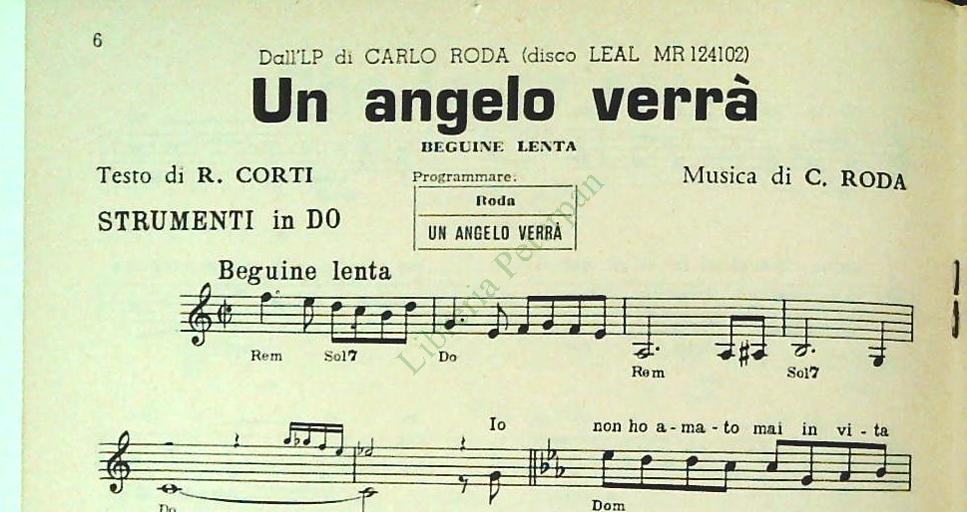 6
Dall'LP di CARLO RODA (disco LEAL MR 124102)
Un angelo verrà
BEGUINE LENTA
Testo di R. CORTI
Programmare:
Musica di C. RODA
Roda
STRUMENTI in DO
UN ANGELO VERRÀ
Beguine lenta
Rem Sol7 Do Rem Sol7
Io non ho a-ma-to mai in vi-ta
Do Dom
Libreria Peterpan